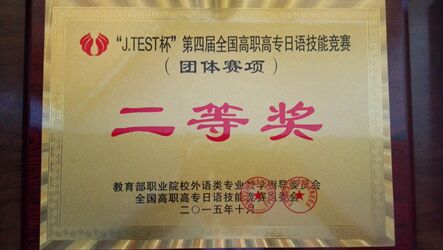 “J.TEST杯”第四届全国高职高专日语技能竞赛
（团体赛项）
二等奖
教育部职业院校外语类专业教学指导委员会
全国高职高专日语技能竞赛组委会
二〇一五年十月